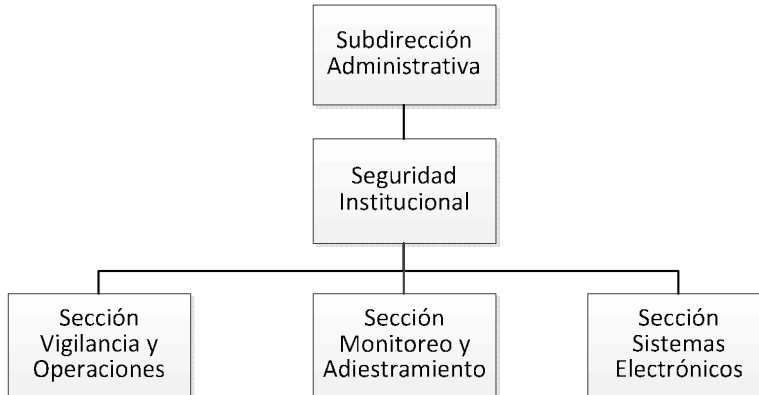 Subdirección
Administrativa
Seguridad
Institucional
Sección
Vigilancia y
Operaciones
Sección
Monitoreo y
Adiestramiento
Sección
Sistemas
Electrónicos